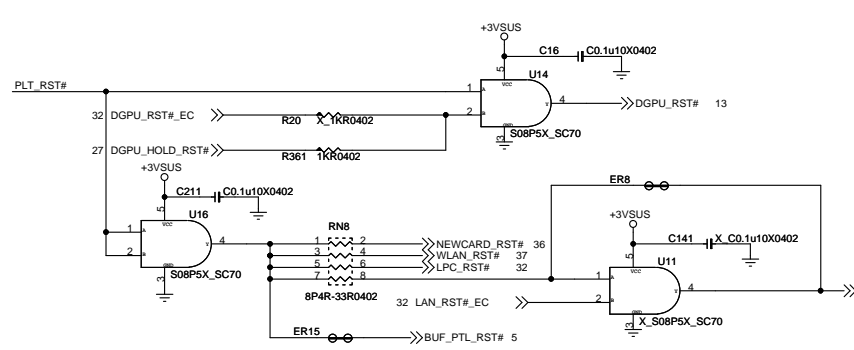 +3VSUS
C16 C0.1u10X0402
5
U14
VCC
PLT_RST#
1 A
Y 4 DGPU_RST# 13
32 DGPU_RST#_EC
R20 X_1KR0402
2 B
GND
S08P5X_SC70
3
27 DGPU_HOLD_RST#
R361 1KR0402
+3VSUS
C211 C0.1u10X0402
5
U16
VCC
1 A
2 B
Y 4
GND
S08P5X_SC70
3
RN8
1 2 NEWCARD_RST# 36
3 4 WLAN_RST# 37
5 6 LPC_RST# 32
7 8
8P4R-33R0402
ER15 BUF_PTL_RST# 5
ER8
+3VSUS
C141 X_C0.1u10X0402
5
U11
VCC
1 A
Y 4
32 LAN_RST#_EC
2 B
GND
X_S08P5X_SC70
3